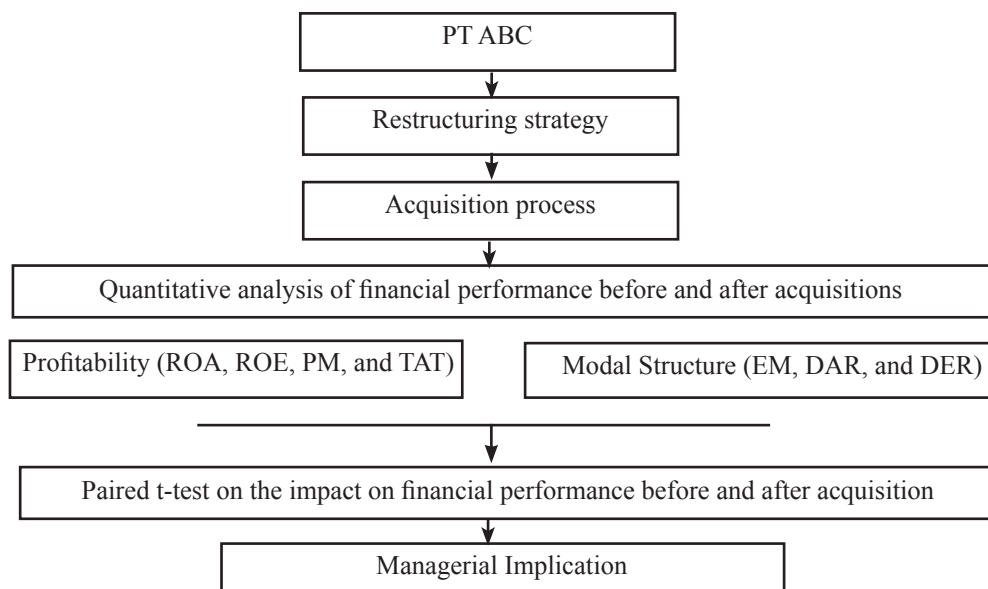 PT ABC
Restructuring strategy
Acquisition process
Quantitative analysis of financial performance before and after acquisitions
Profitability (ROA, ROE, PM, and TAT)
Modal Structure (EM, DAR, and DER)
Paired t-test on the impact on financial performance before and after acquisition
Managerial Implication